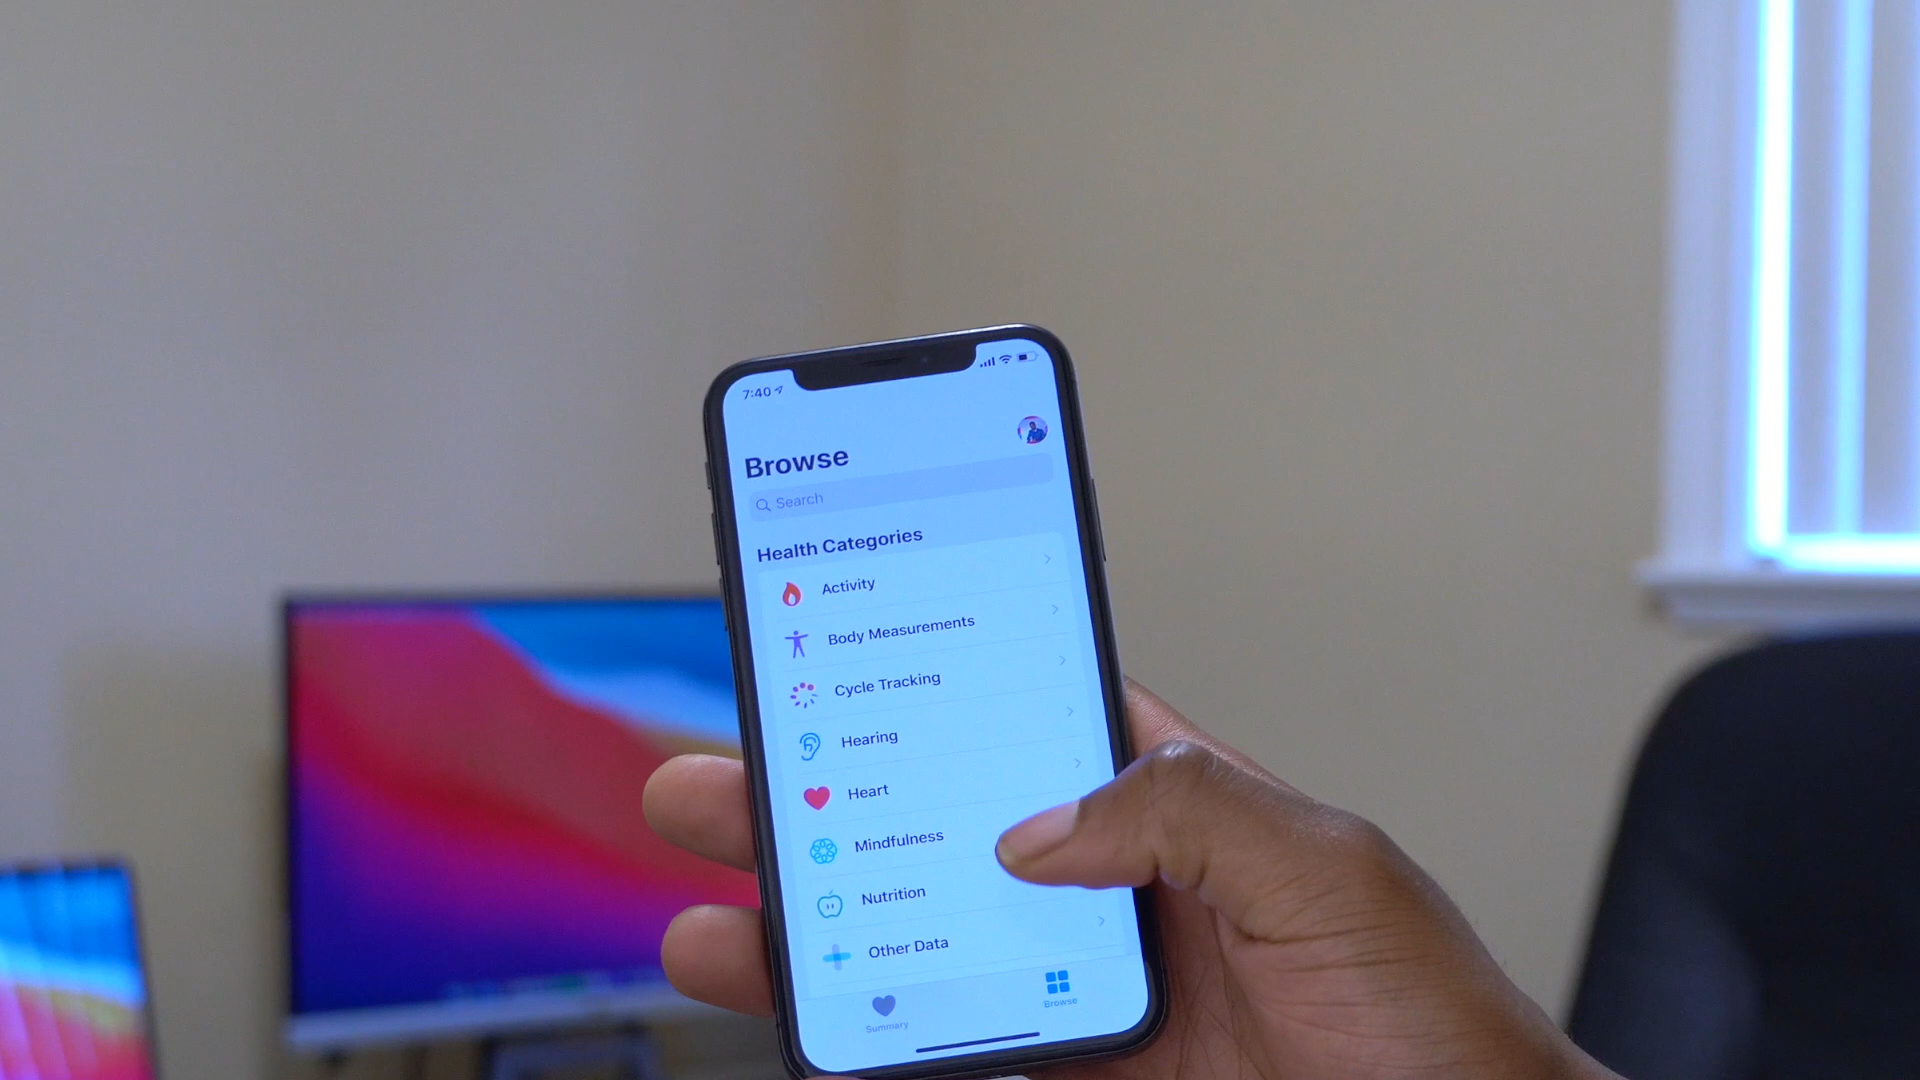 7:40
Browse
Search
Health Categories
Activity
Body Measurements
Cycle Tracking
Hearing
Heart
Mindfulness
Nutrition
Other Data
Summary
Browse